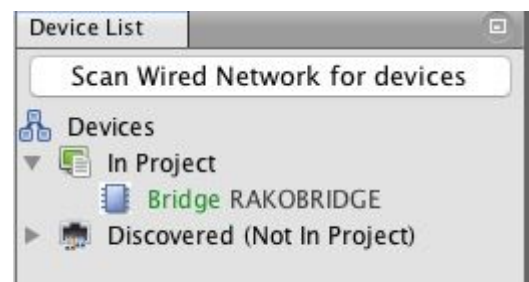 Device List
Scan Wired Network for devices
Devices
In Project
Bridge RAKOBRIDGE
Discovered (Not In Project)